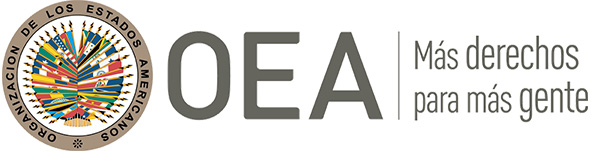 ORGANIZACION DE LOS ESTADOS AMERICANOS
OEA
Más derechos
para más gente